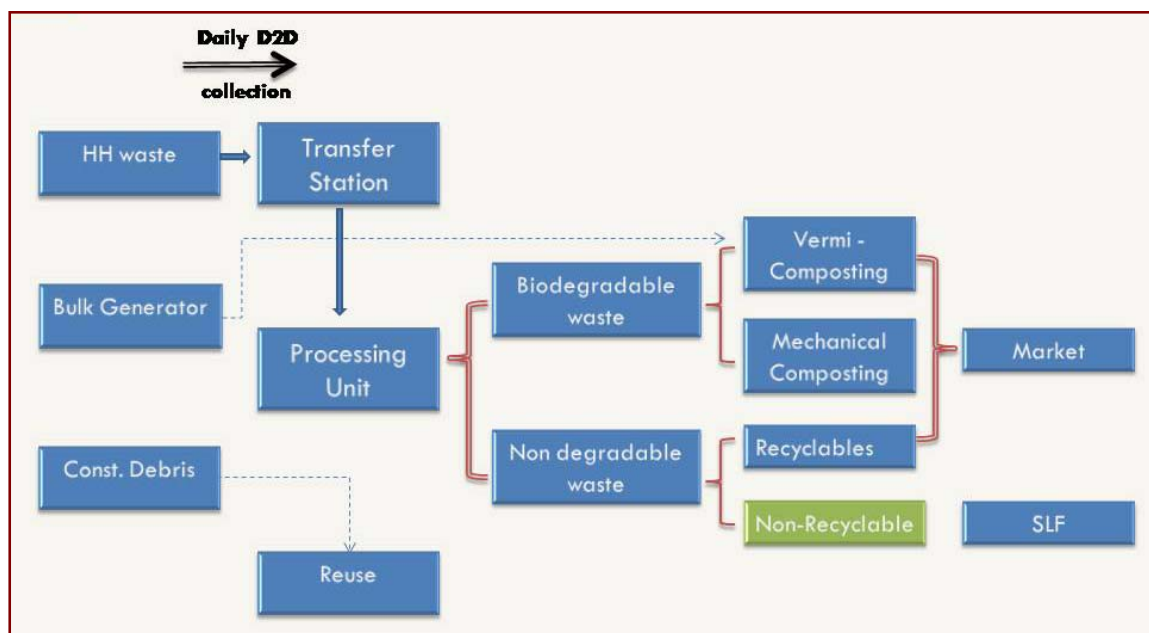 Daily D2D
collection
HH waste
Transfer
Station
Bulk Generator
Processing
Unit
Const. Debris
Reuse
Biodegradable
waste
Non degradable
waste
Vermi -
Composting
Mechanical
Composting
Recyclables
Non-Recyclable
Market
SLF